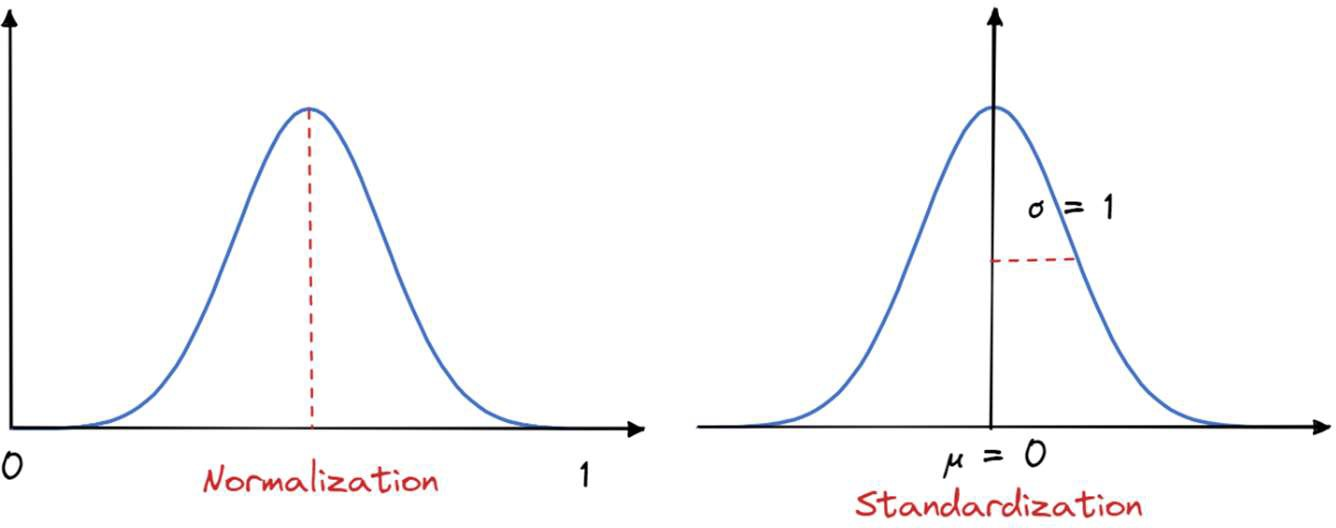 0
Normalization
1
σ = 1
μ = 0
Standardization